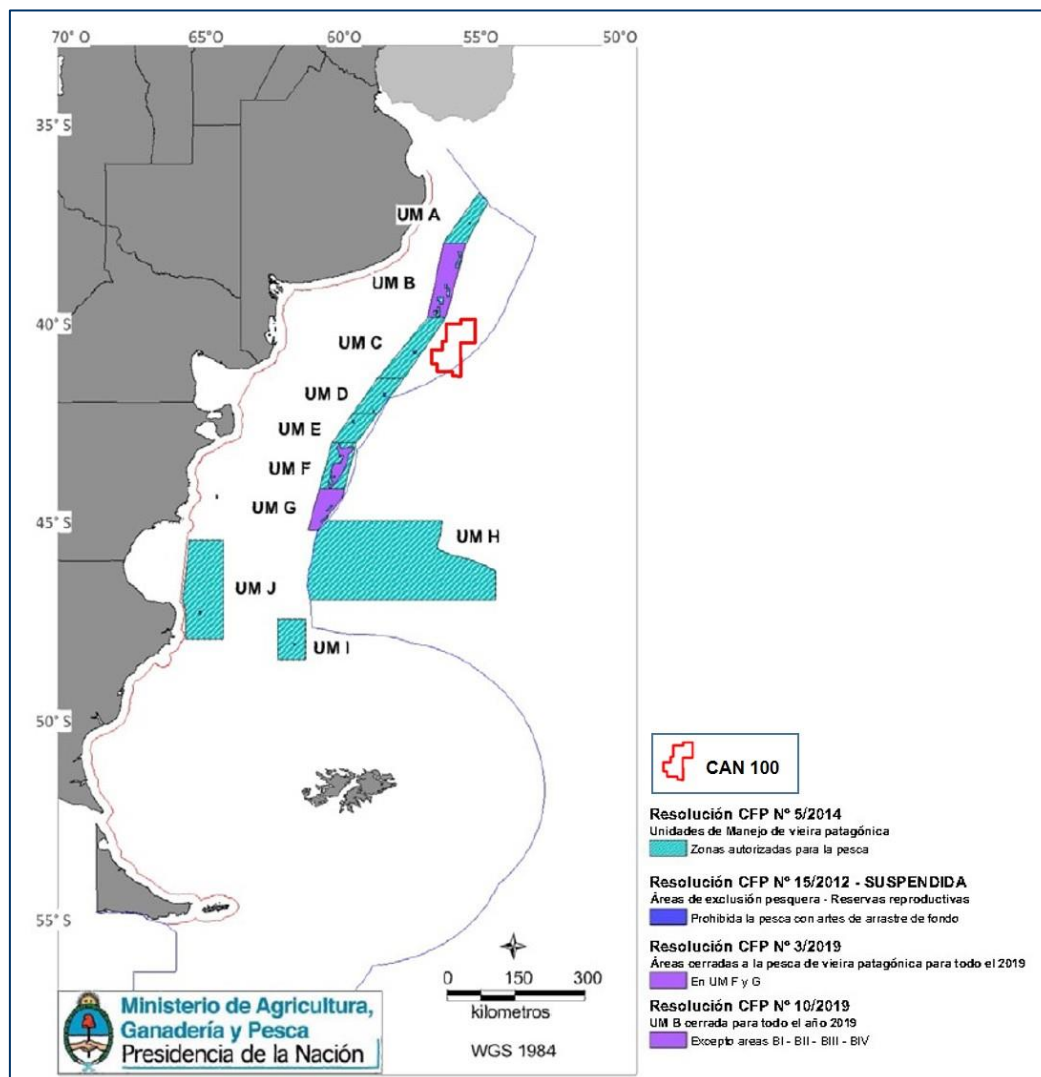 70° O 65°O 60°O 55°O 50°O
35° S
UM A
UM B
40° S
UM C
UM D
UM E
UM F
UM G
45° S
UM H
UM J
UM I
50° S
55° S
0 150 300
kilometros
WGS 1984
Ministerio de Agricultura,
Ganadería y Pesca
Presidencia de la Nación
CAN 100
Resolución CFP Nº 5/2014
Unidades de Manejo de vieira patagónica
Zonas autorizadas para la pesca
Resolución CFP Nº 15/2012 - SUSPENDIDA
Áreas de exclusión pesquera - Reservas reproductivas
Prohibida la pesca con artes de arrastre de fondo
Resolución CFP Nº 3/2019
Áreas cerradas a la pesca de vieira patagónica para todo el 2019
En UM F y G
Resolución CFP Nº 10/2019
UM B cerrada para todo el año 2019
Excepto areas BI - BII - BIII - BIV